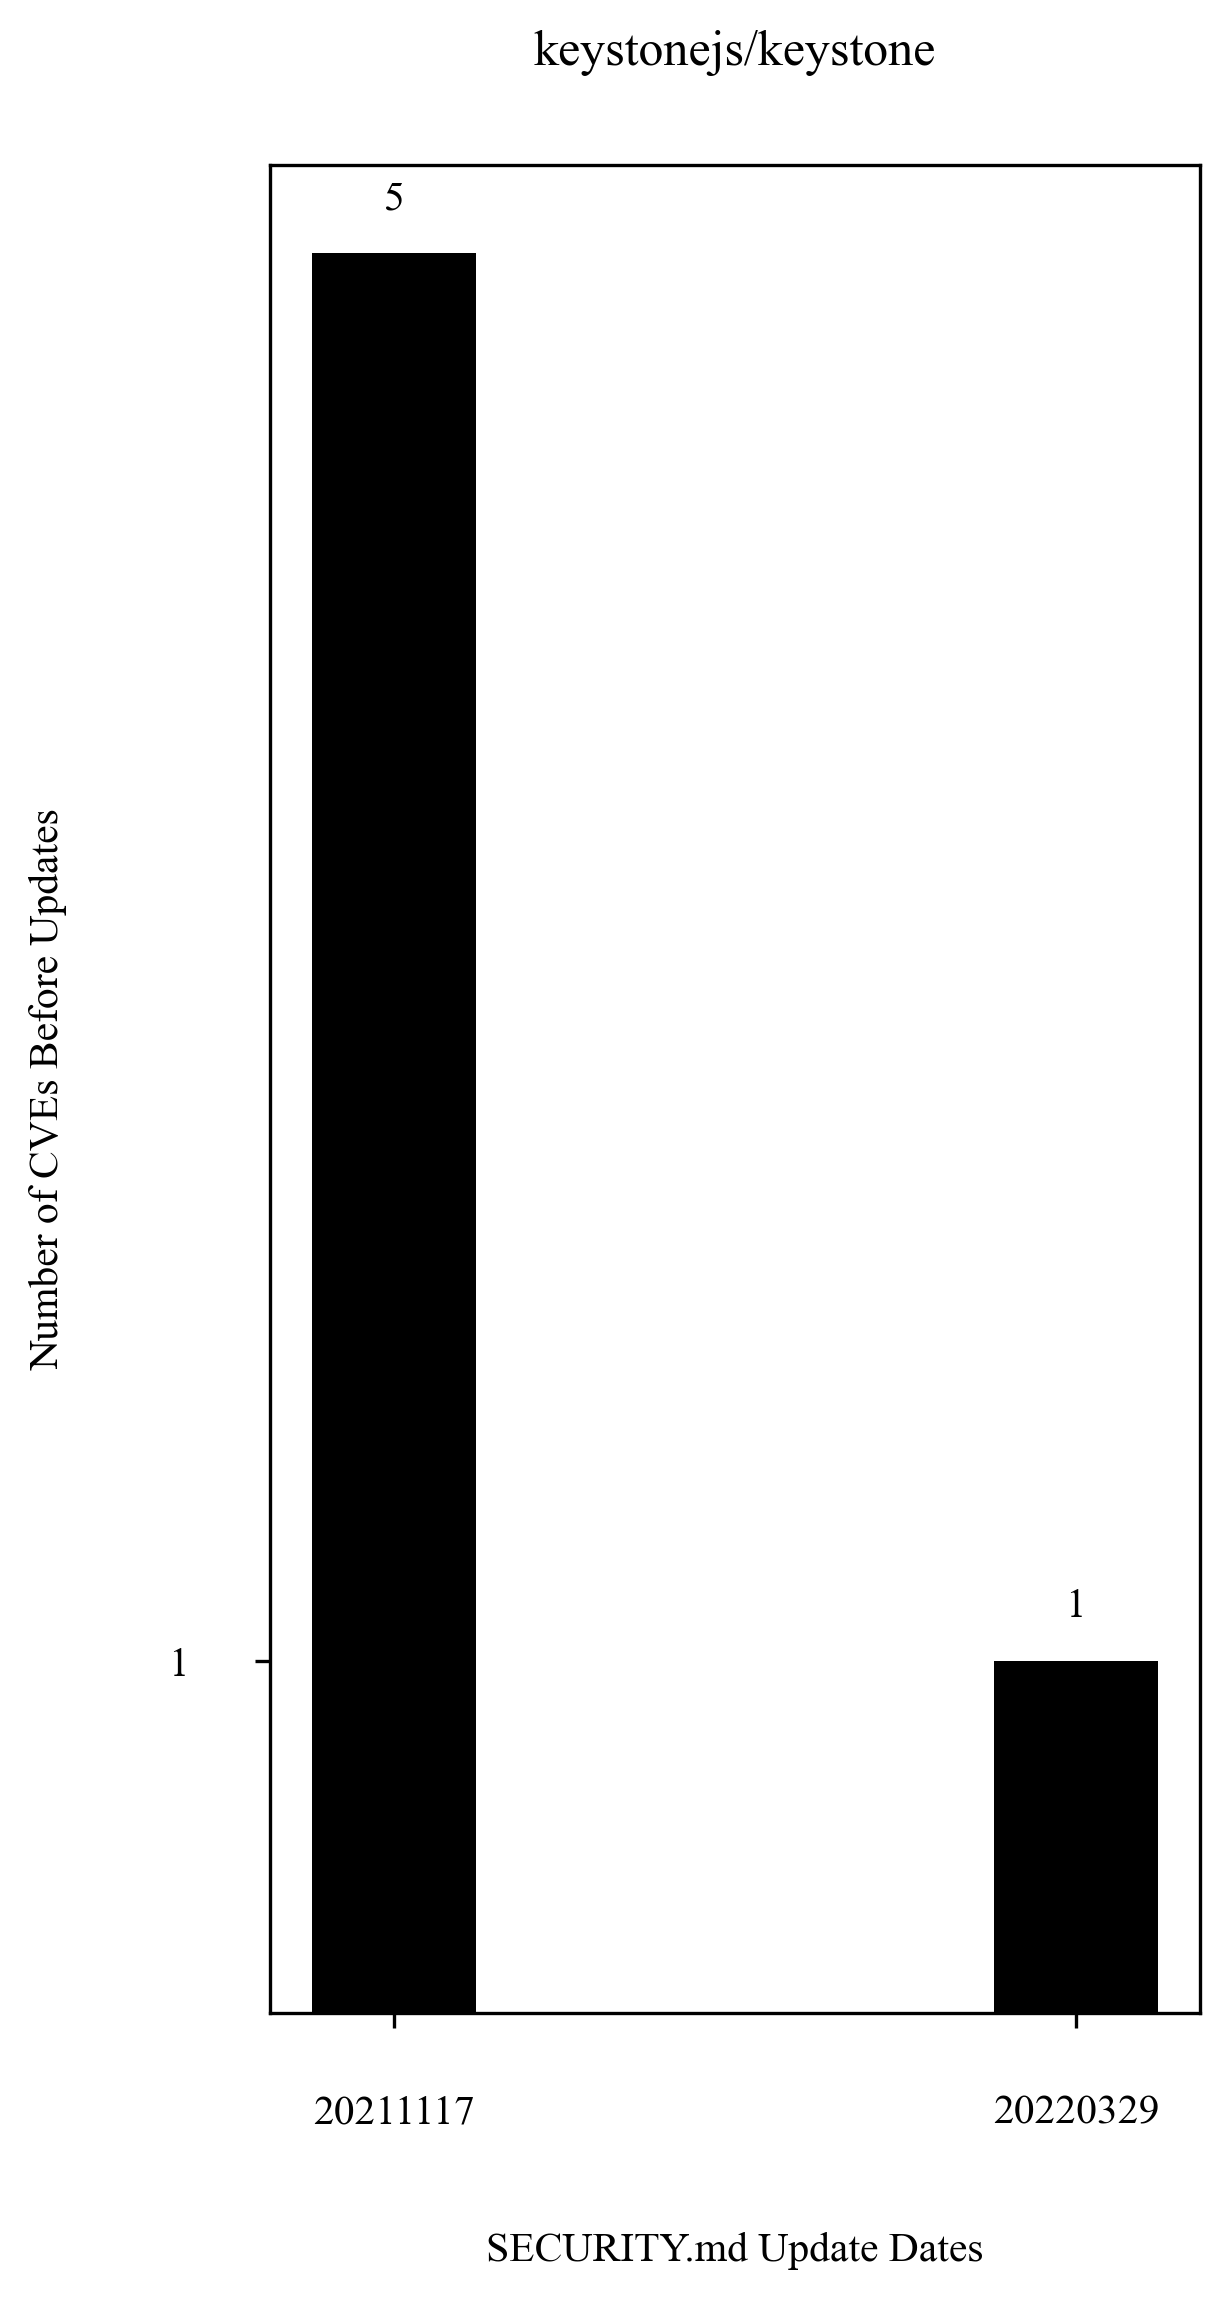 keystonejs/keystone
5
Number of CVEs Before Updates
1
1
20211117
20220329
SECURITY.md Update Dates